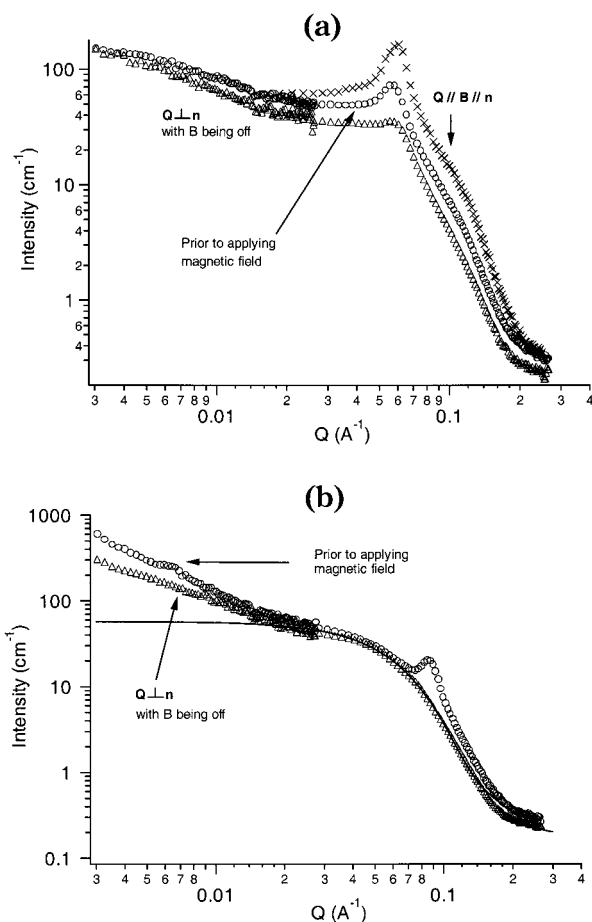 (a)
100
6
4
2
10
6
4
2
1
6
4
Q⊥n
with B being off
Prior to applying
magnetic field
Q // B // n
Intensity (cm⁻¹)
3 4 5 6 7 8 9 0.01 2 3 4 5 6 7 8 9 0.1 2 3 4
Q (A⁻¹)
(b)
1000
100
10
1
0.1
Prior to applying
magnetic field
Q⊥n
with B being off
Intensity (cm⁻¹)
3 4 5 6 7 8 0.01 2 3 4 5 6 7 8 0.1 2 3 4
Q (A⁻¹)